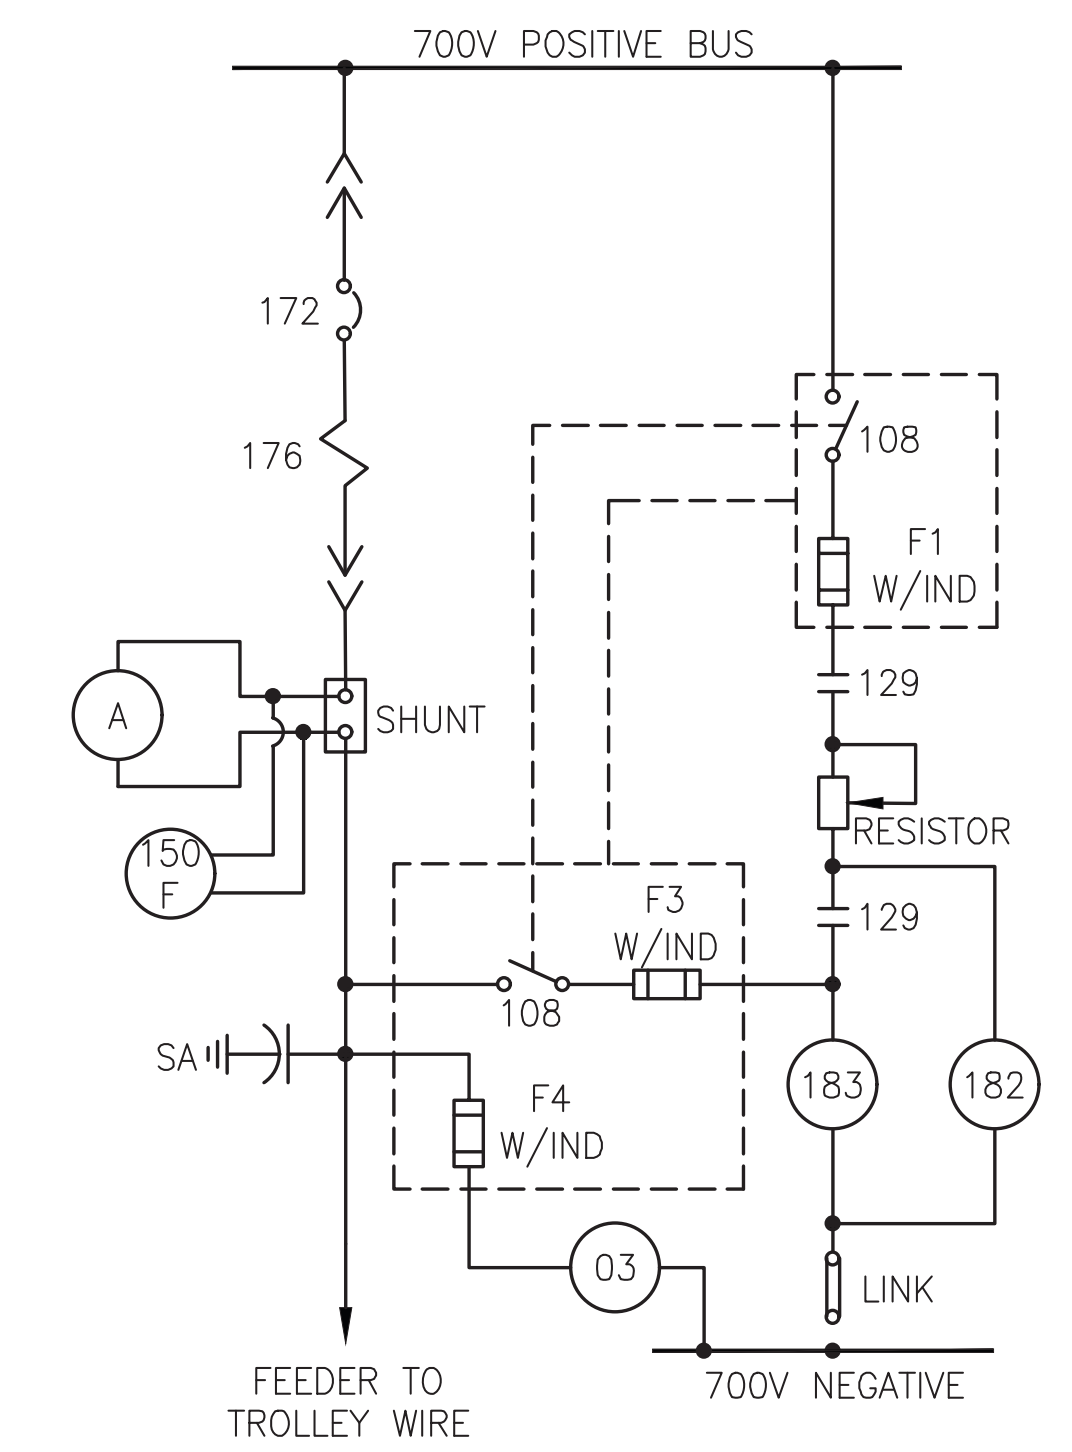 700V POSITIVE BUS
172
108
176
F1
W/IND
129
A
SHUNT
RESISTOR
150
F
F3
W/IND
129
108
SA
183
182
F4
W/IND
03
LINK
FEEDER TO
TROLLEY WIRE
700V NEGATIVE